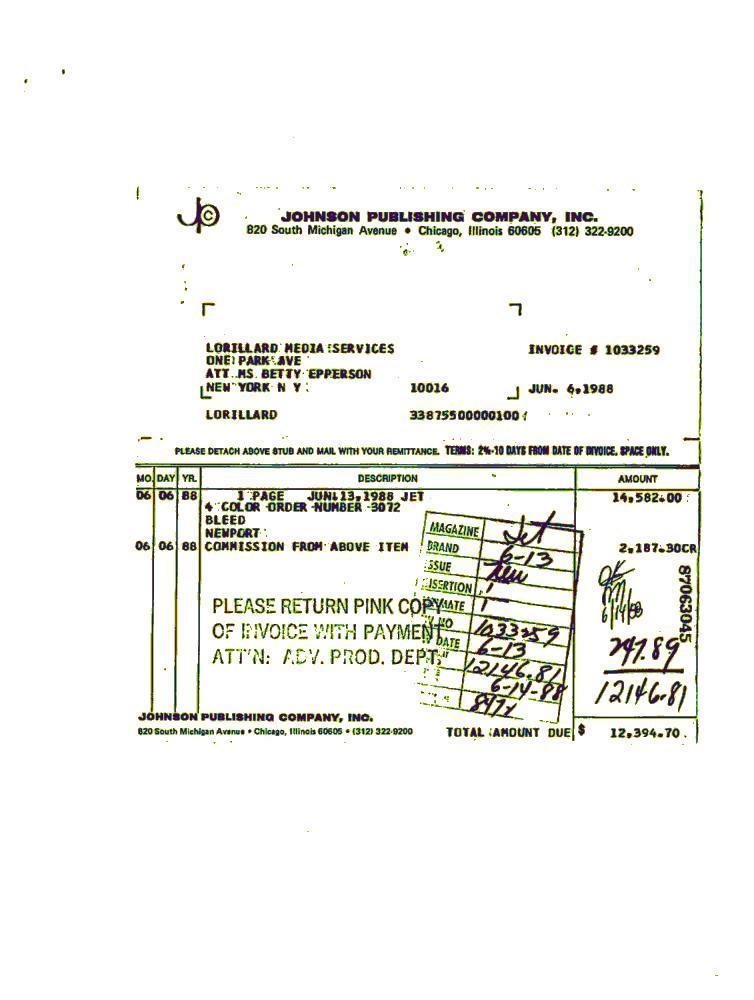 JPC
JOHNSON PUBLISHING COMPANY, INC.
820 South Michigan Avenue • Chicago, Illinois 60605 (312) 322-9200
LORILLARD MEDIA SERVICES
INVOICE # 1033259
ONE PARK AVE
ATT. MS. BETTY EPPERSON
NEW YORK N Y 10016
JUN. 6, 1988
LORILLARD 33875500000100
PLEASE DETACH ABOVE STUB AND MAIL WITH YOUR REMITTANCE. TERMS: 2%-10 DAYS FROM DATE OF INVOICE. SPACE ONLY.
MO. DAY YR. DESCRIPTION AMOUNT
06 06 88 1 PAGE JUN. 13, 1988 JET 14,582.00
4 COLOR ORDER NUMBER 3072
BLEED
NEWPORT
06 06 88 COMMISSION FROM ABOVE ITEM 2,187.30CR
MAGAZINE Jet
BRAND
ISSUE 6-13
INSERTION 1
1033259
DATE 6-13
12146.81
6-14-88
PLEASE RETURN PINK COPY
OF INVOICE WITH PAYMENT
ATT'N: ADV. PROD. DEPT.
OK
6/14/88
247.89
12146.81
87063045
JOHNSON PUBLISHING COMPANY, INC.
820 South Michigan Avenue • Chicago, Illinois 60605 • (312) 322-9200
TOTAL AMOUNT DUE $ 12,394.70